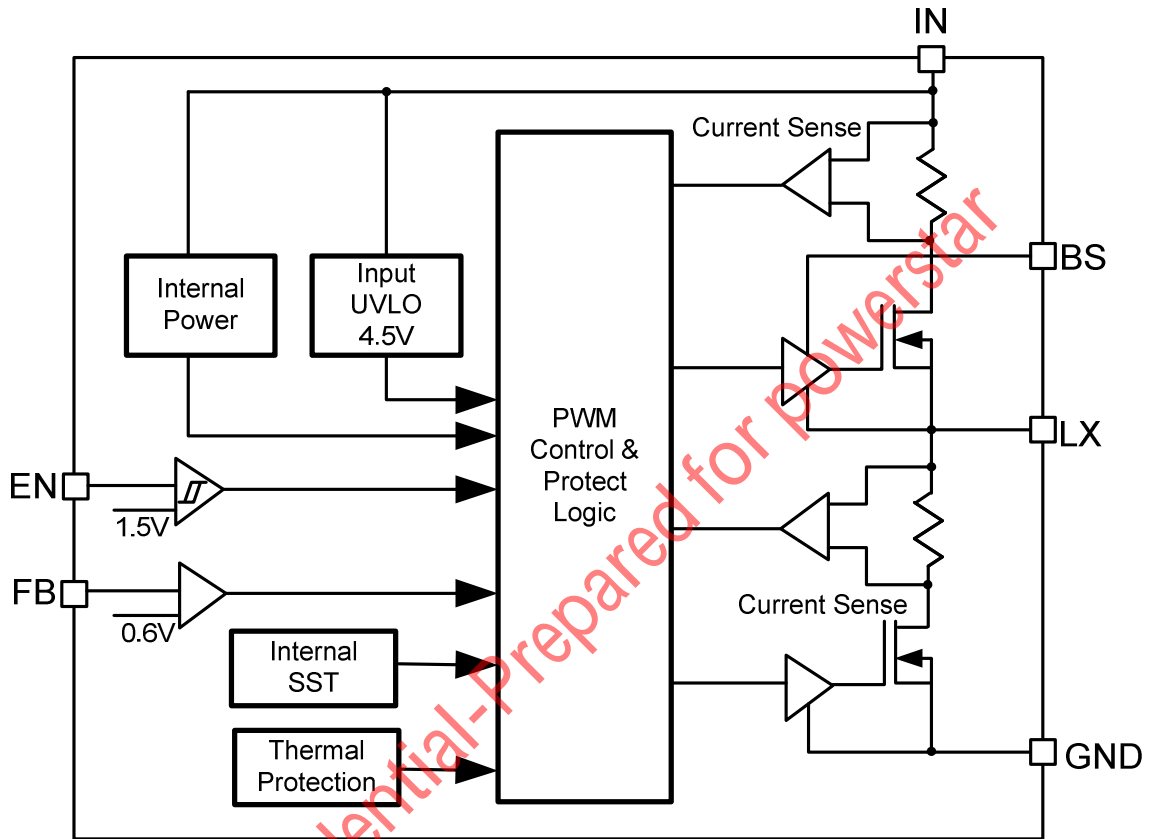 IN
Current Sense
BS
Internal
Power
Input
UVLO
4.5V
PWM
Control &
Protect
Logic
LX
EN
1.5V
FB
0.6V
Current Sense
Internal
SST
Thermal
Protection
GND
dential-Prepared for powerstar